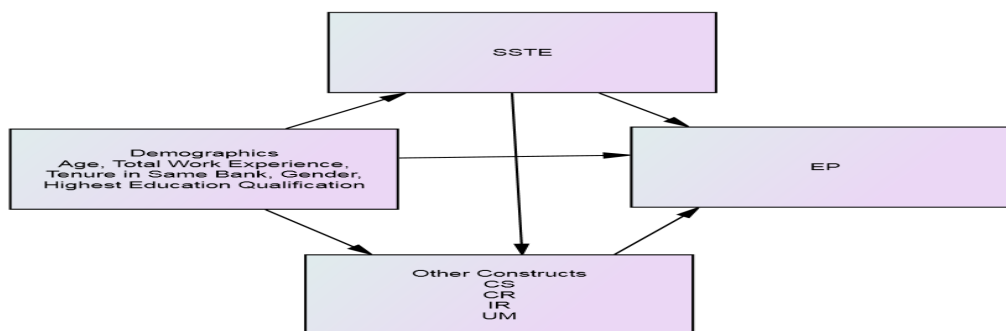 SSTE
Demographics
Age, Total Work Experience,
Tenure in Same Bank, Gender,
Highest Education Qualification
EP
Other Constructs
CS
CR
IR
UM